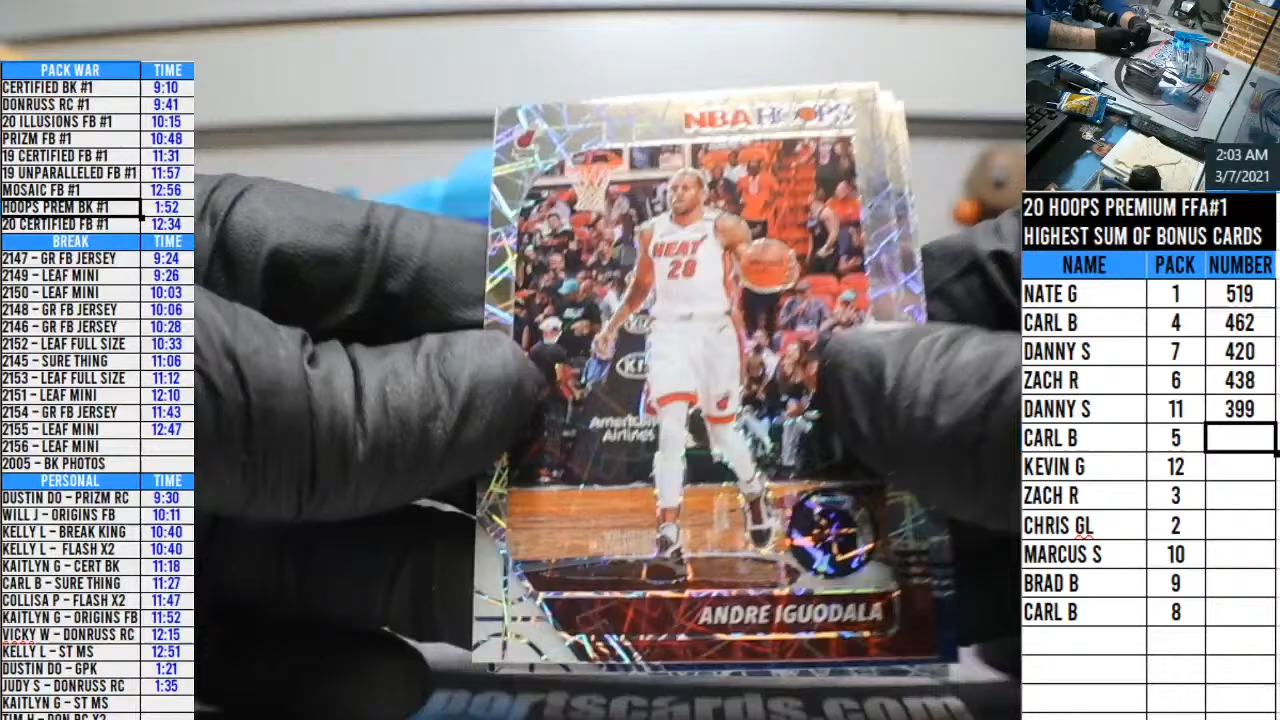 PACK WAR TIME
CERTIFIED BK #1 9:10
DONRUSS RC #1 9:41
20 ILLUSIONS FB #1 10:15
PRIZM FB #1 10:48
19 CERTIFIED FB #1 11:31
19 UNPARALLELED FB #1 11:57
MOSAIC FB #1 12:56
HOOPS PREM BK #1 1:52
20 CERTIFIED FB #1 12:34
BREAK TIME
2147 - GR FB JERSEY 9:24
2149 - LEAF MINI 9:26
2150 - LEAF MINI 10:03
2148 - GR FB JERSEY 10:06
2146 - GR FB JERSEY 10:28
2152 - LEAF FULL SIZE 10:33
2145 - SURE THING 11:06
2153 - LEAF FULL SIZE 11:12
2151 - LEAF MINI 12:10
2154 - GR FB JERSEY 11:43
2155 - LEAF MINI 12:47
2156 - LEAF MINI
2005 - BK PHOTOS
PERSONAL TIME
DUSTIN DO - PRIZM RC 9:30
WILL J - ORIGINS FB 10:11
KELLY L - BREAK KING 10:40
KELLY L - FLASH X2 10:40
KAITLYN G - CERT BK 11:18
CARL B - SURE THING 11:27
COLLISA P - FLASH X2 11:47
KAITLYN G - ORIGINS FB 11:52
VICKY W - DONRUSS RC 12:15
KELLY L - ST MS 12:51
DUSTIN DO - GPK 1:21
JUDY S - DONRUSS RC 1:35
KAITLYN G - ST MS
TIM H - DON RC X2
NBA HOOPS
HEAT
28
KIA
American
Airlines
ANDRE IGUODALA
portscards.com
2:03 AM
3/7/2021
20 HOOPS PREMIUM FFA#1
HIGHEST SUM OF BONUS CARDS
NAME PACK NUMBER
NATE G 1 519
CARL B 4 462
DANNY S 7 420
ZACH R 6 438
DANNY S 11 399
CARL B 5
KEVIN G 12
ZACH R 3
CHRIS GL 2
MARCUS S 10
BRAD B 9
CARL B 8